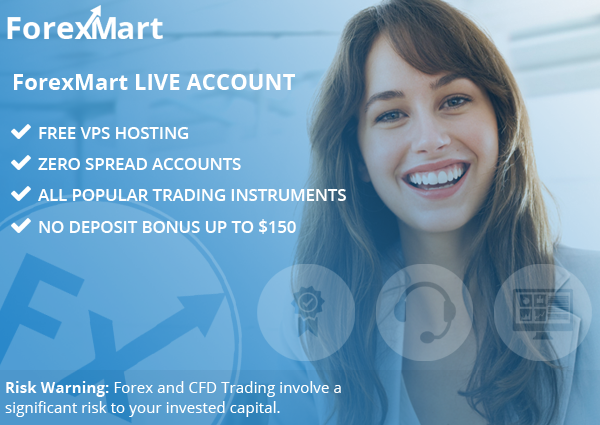 ForexMart
ForexMart LIVE ACCOUNT
FREE VPS HOSTING
ZERO SPREAD ACCOUNTS
ALL POPULAR TRADING INSTRUMENTS
NO DEPOSIT BONUS UP TO $150
FX
Risk Warning: Forex and CFD Trading involve a
significant risk to your invested capital.